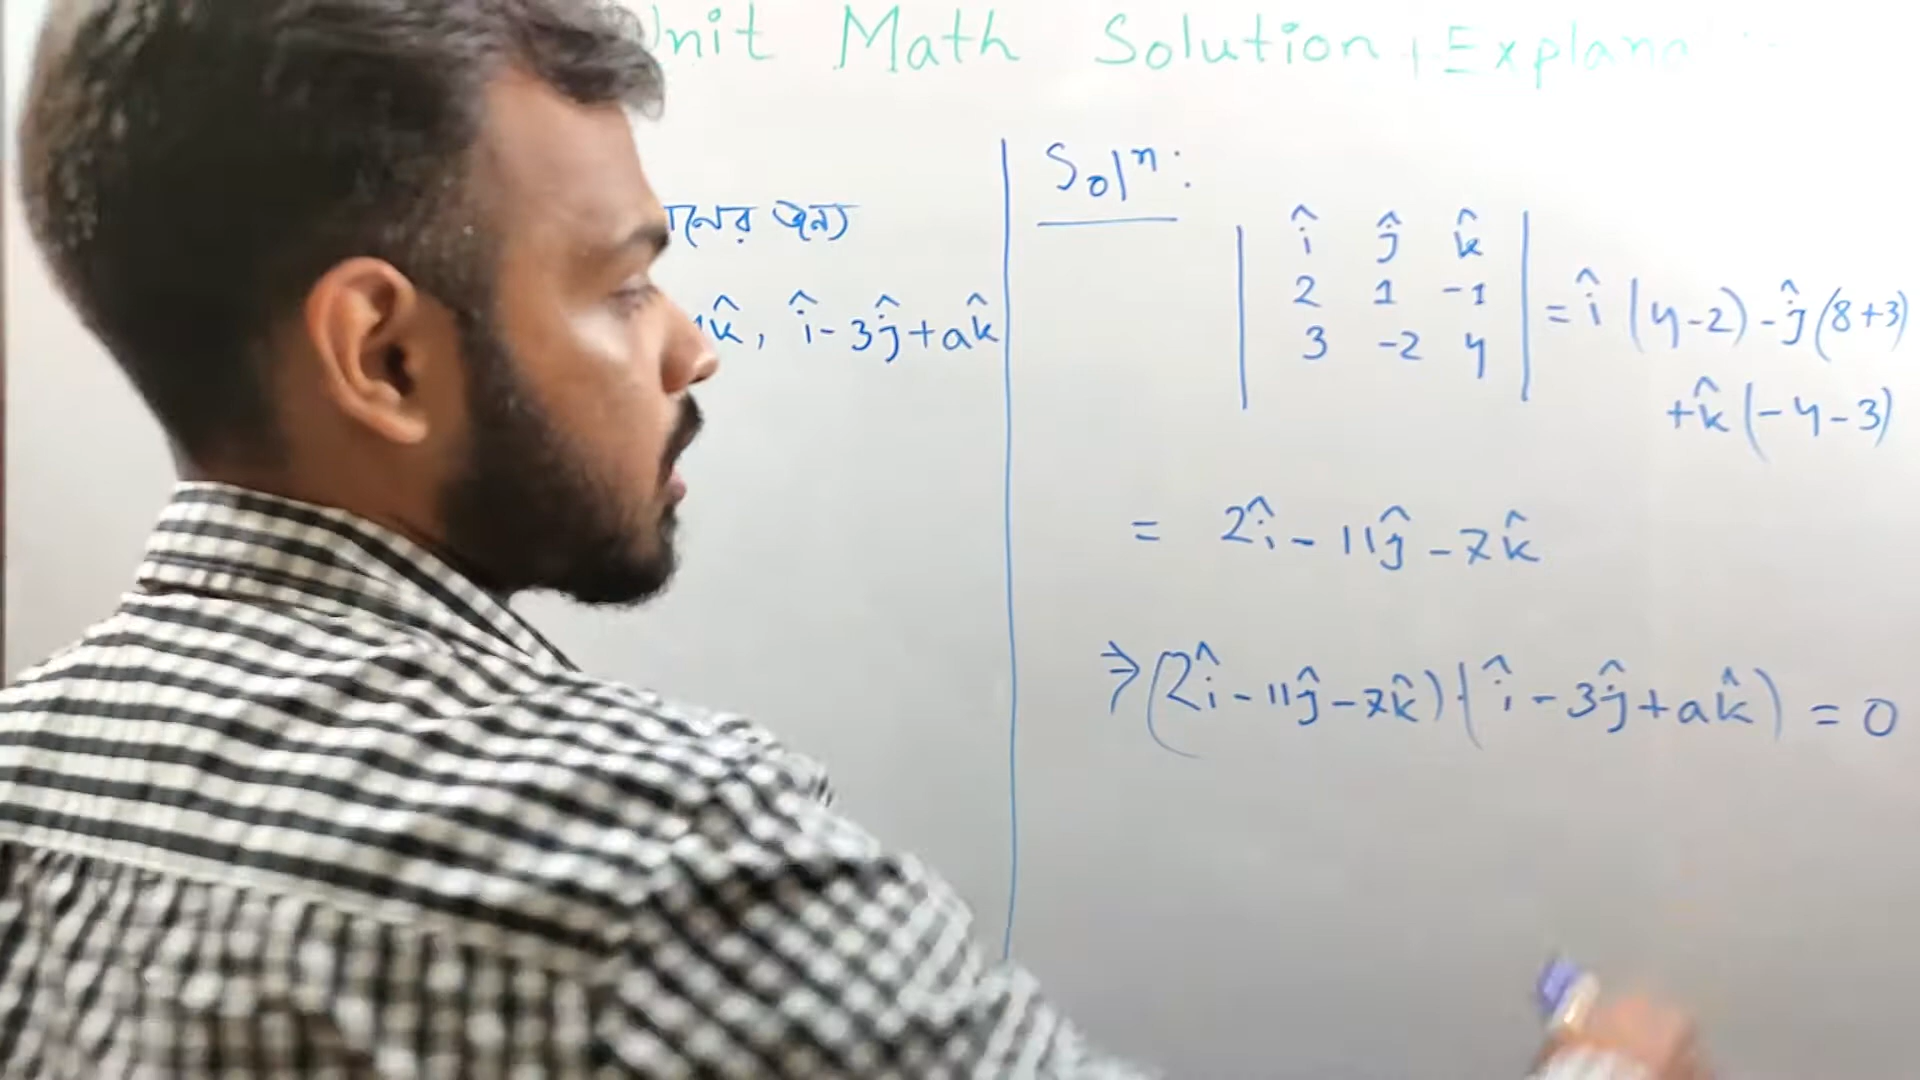 Unit Math Solution, Explana
জন্য
k̂, î-3ĵ+ak̂
Solⁿ:
î ĵ k̂
2 1 -1
3 -2 4
= î (4-2) - ĵ (8+3)
+k̂ (-4-3)
= 2î - 11ĵ - 7k̂
⇒ (2î - 11ĵ - 7k̂) · (î - 3ĵ + ak̂) = 0